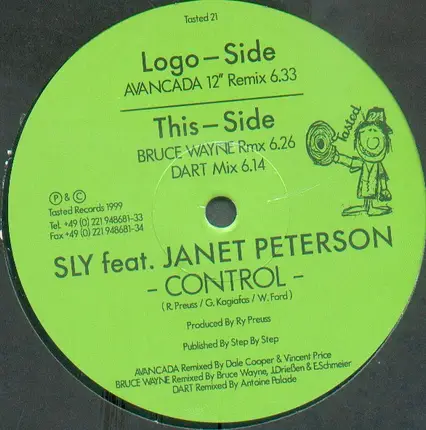 Tasted 21
Logo – Side
AVANCADA 12" Remix 6.33
This – Side
BRUCE WAYNE Rmx 6.26
DART Mix 6.14
Tasted
Ⓟ & ©
Tasted Records 1999
Tel. +49 (0) 221 948681-33
Fax +49 (0) 221 948681-34
SLY feat. JANET PETERSON
- CONTROL -
( R. Preuss / G. Kagiafas / W. Ford )
Produced By Ry Preuss
Published By Step By Step
AVANCADA Remixed By Dale Cooper & Vincent Price
BRUCE WAYNE Remixed By Bruce Wayne, J.Drießen & E.Schmeier
DART Remixed By Antoine Palade